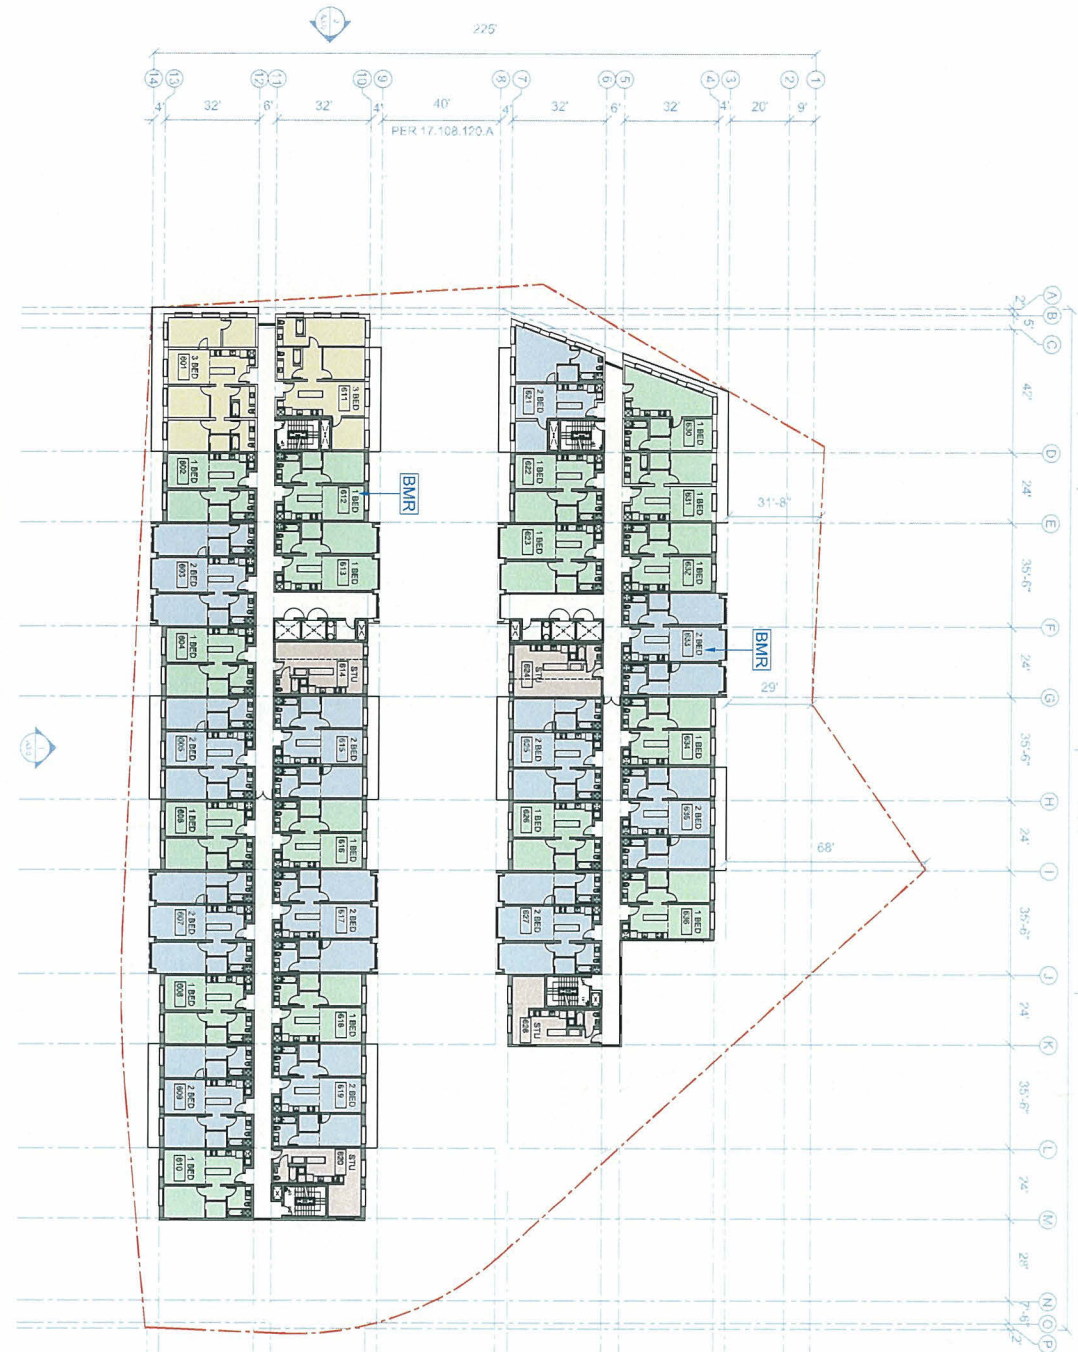 225'
14
13
12
11
10
9
8
7
6
5
4
3
2
1
4'
32'
6'
32'
4'
40'
4'
32'
6'
32'
4'
20'
9'
PER 17.108.120.A
A
B
C
D
E
F
G
H
I
J
K
L
M
N
O
P
2'
5'
42'
24'
35'-6"
24'
35'-6"
24'
35'-6"
24'
35'-6"
24'
28'
7'-6"
2'
31'-8"
29'
68'
BMR
BMR
3 BED
601
1 BED
602
2 BED
603
1 BED
604
2 BED
605
1 BED
606
2 BED
607
1 BED
608
2 BED
609
1 BED
610
3 BED
611
1 BED
612
1 BED
613
STU
614
2 BED
615
1 BED
616
2 BED
617
1 BED
618
2 BED
619
STU
620
2 BED
621
1 BED
622
1 BED
623
STU
624
2 BED
625
1 BED
626
2 BED
627
STU
1 BED
630
1 BED
631
1 BED
632
2 BED
633
1 BED
634
2 BED
635
1 BED
636